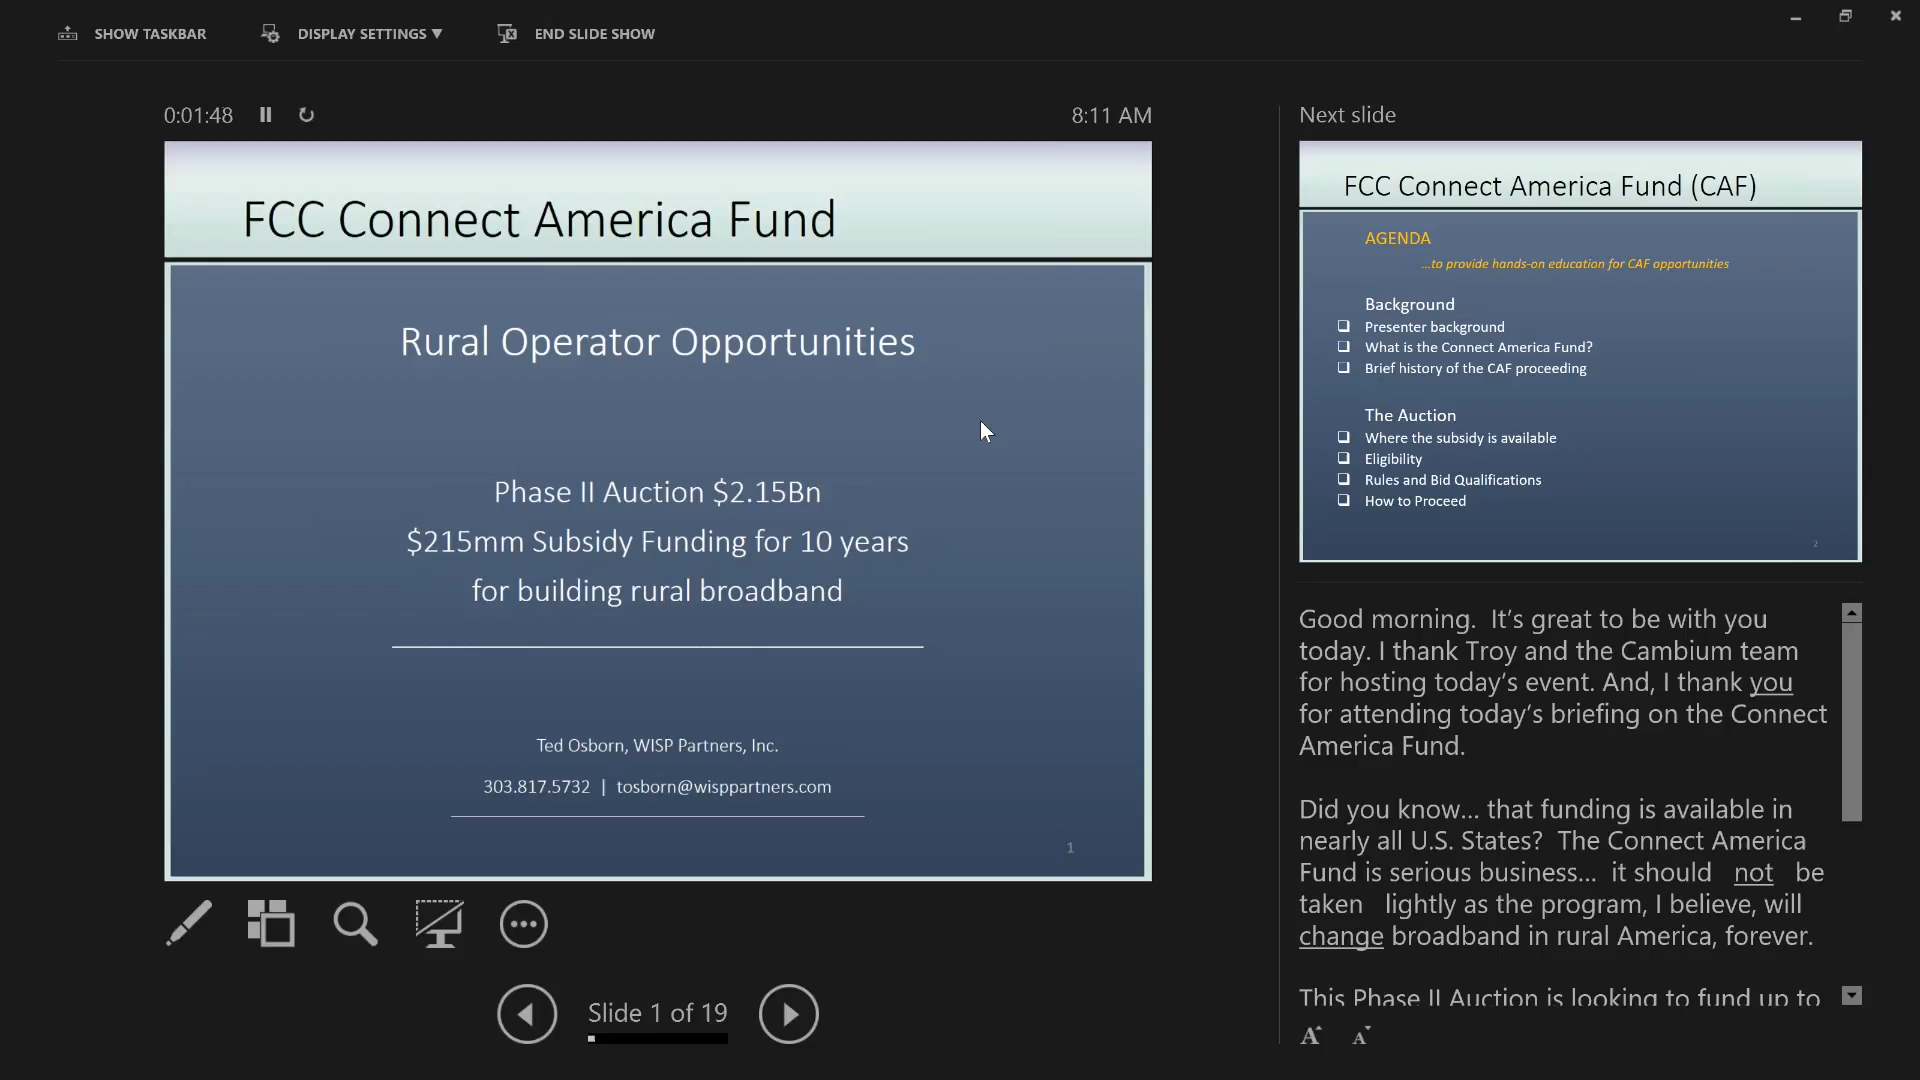 SHOW TASKBAR
DISPLAY SETTINGS ▼
END SLIDE SHOW
0:01:48
8:11 AM
FCC Connect America Fund
Rural Operator Opportunities
Phase II Auction $2.15Bn
$215mm Subsidy Funding for 10 years
for building rural broadband
Ted Osborn, WISP Partners, Inc.
303.817.5732 | tosborn@wisppartners.com
1
Slide 1 of 19
Next slide
FCC Connect America Fund (CAF)
AGENDA
...to provide hands-on education for CAF opportunities
Background
❑ Presenter background
❑ What is the Connect America Fund?
❑ Brief history of the CAF proceeding
The Auction
❑ Where the subsidy is available
❑ Eligibility
❑ Rules and Bid Qualifications
❑ How to Proceed
2
Good morning. It's great to be with you
today. I thank Troy and the Cambium team
for hosting today's event. And, I thank you
for attending today's briefing on the Connect
America Fund.
Did you know... that funding is available in
nearly all U.S. States? The Connect America
Fund is serious business... it should not be
taken lightly as the program, I believe, will
change broadband in rural America, forever.
This Phase II Auction is looking to fund up to
A A